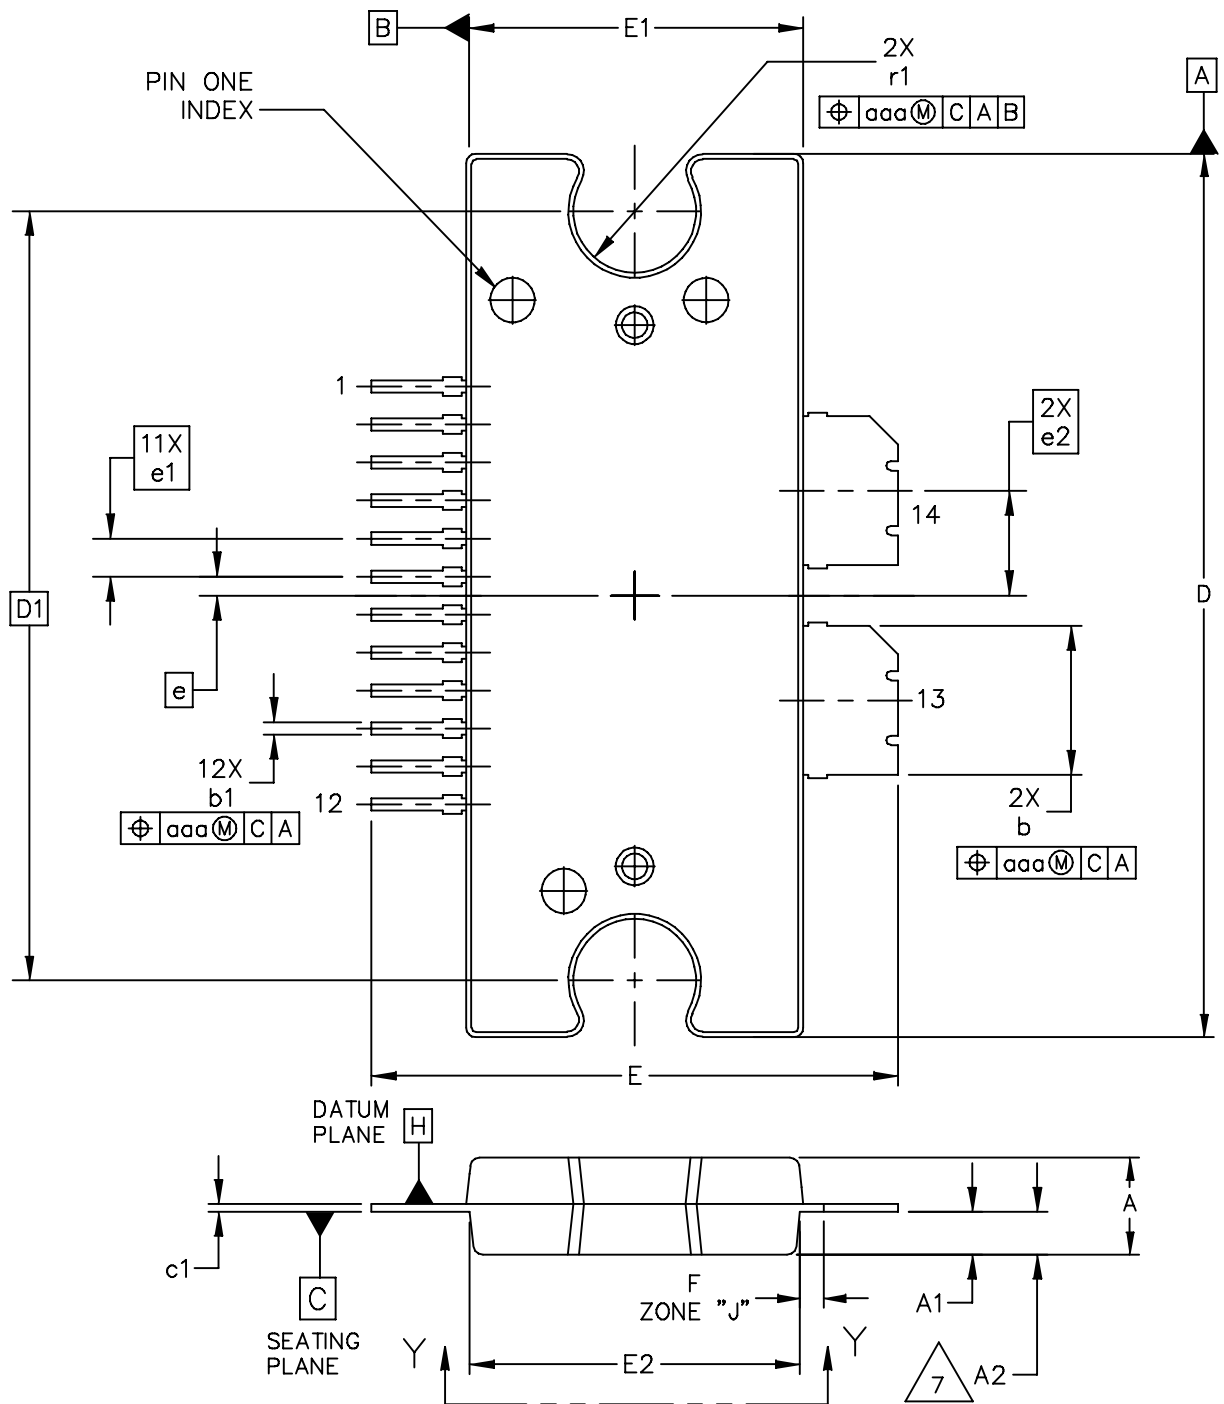 B
E1
2X
r1
⌖ aaa Ⓜ C A B
A
PIN ONE
INDEX
1
11X
e1
2X
e2
14
D1
D
e
13
12X
b1
⌖ aaa Ⓜ C A
12
2X
b
⌖ aaa Ⓜ C A
E
DATUM
PLANE
H
A
c1
C
SEATING
PLANE
F
ZONE "J"
A1
Y
Y
E2
7
A2